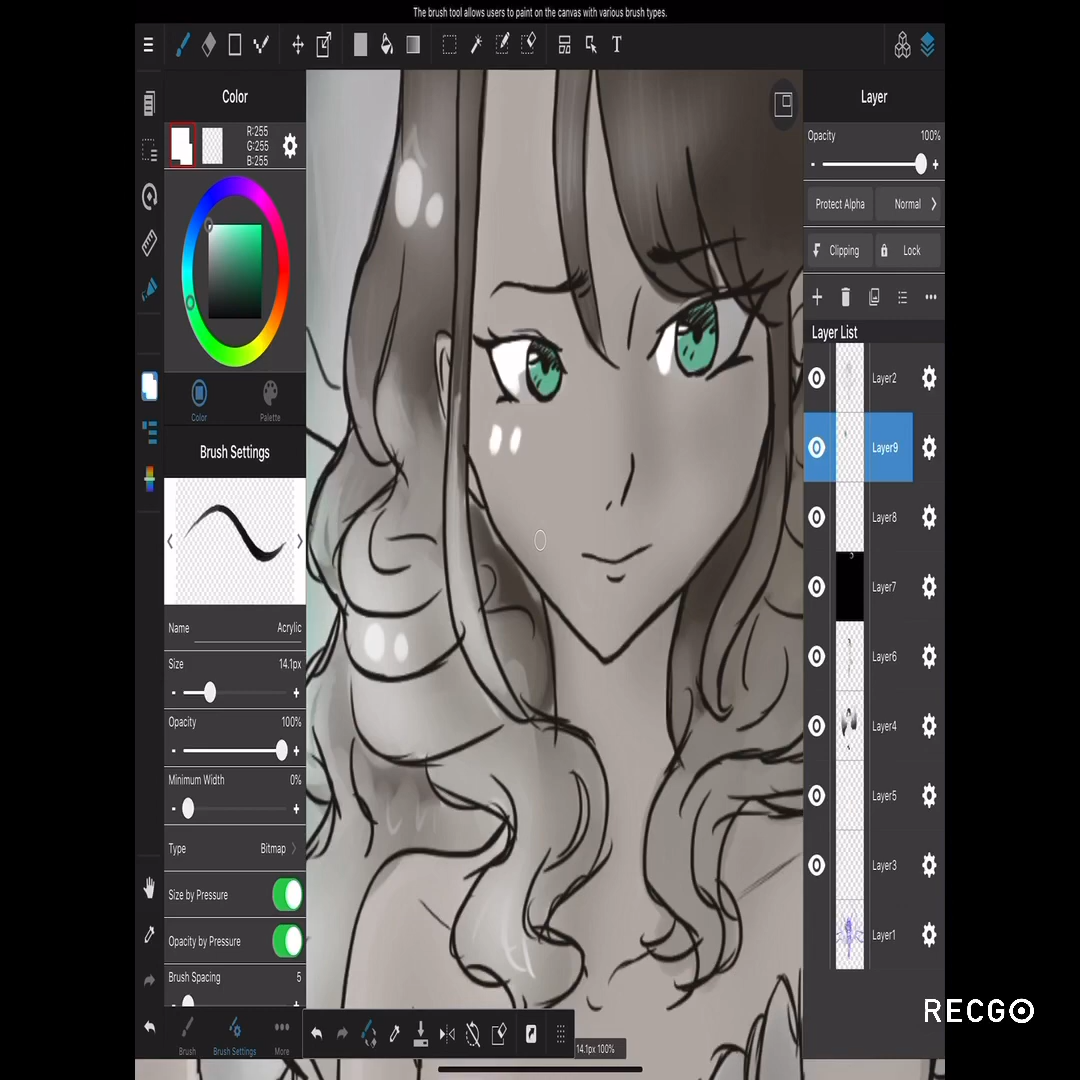 The brush tool allows users to paint on the canvas with various brush types.
T
Color
R:255
G:255
B:255
Color
Palette
Brush Settings
Name
Acrylic
Size
14.1px
Opacity
100%
Minimum Width
0%
Type
Bitmap
Size by Pressure
Opacity by Pressure
Brush Spacing
5
Brush
Brush Settings
More
14.1px 100%
Layer
Opacity
100%
Protect Alpha
Normal
Clipping
Lock
Layer List
Layer2
Layer9
Layer8
Layer7
Layer6
Layer4
Layer5
Layer3
Layer1
RECGO